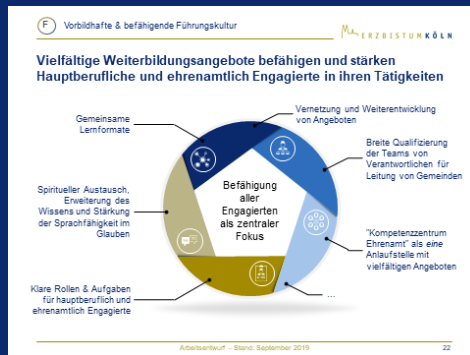 F Vorbildhafte & befähigende Führungskultur
ERZBISTUMKÖLN
Vielfältige Weiterbildungsangebote befähigen und stärken
Hauptberufliche und ehrenamtlich Engagierte in ihren Tätigkeiten
Gemeinsame
Lernformate
Vernetzung und Weiterentwicklung
von Angeboten
Breite Qualifizierung
der Teams von
Verantwortlichen für
Leitung von Gemeinden
Spiritueller Austausch,
Erweiterung des
Wissens und Stärkung
der Sprachfähigkeit im
Glauben
Befähigung
aller
Engagierten
als zentraler
Fokus
"Kompetenzzentrum
Ehrenamt" als eine
Anlaufstelle mit
vielfältigen Angeboten
Klare Rollen & Aufgaben
für hauptberuflich und
ehrenamtlich Engagierte
...
Arbeitsentwurf – Stand: September 2019
22